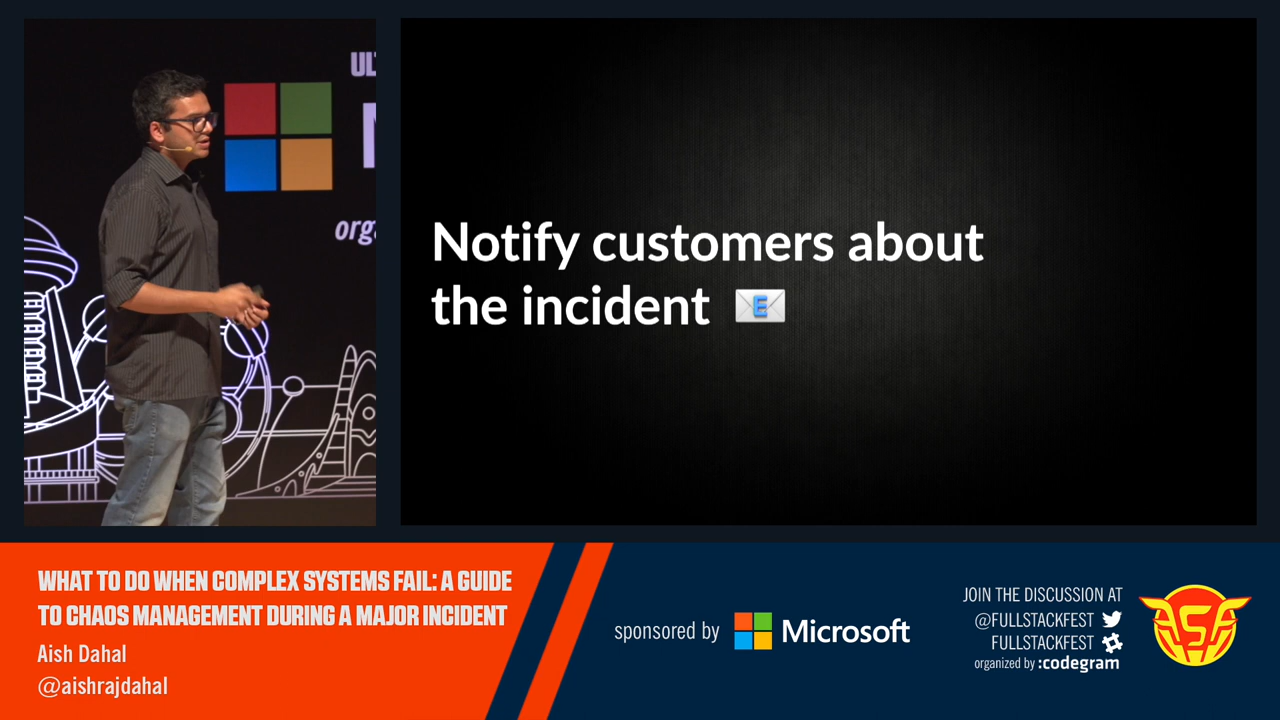 Notify customers about
the incident
WHAT TO DO WHEN COMPLEX SYSTEMS FAIL: A GUIDE
TO CHAOS MANAGEMENT DURING A MAJOR INCIDENT
Aish Dahal
@aishrajdahal
sponsored by Microsoft
JOIN THE DISCUSSION AT
@FULLSTACKFEST
FULLSTACKFEST
organized by :codegram
FSF